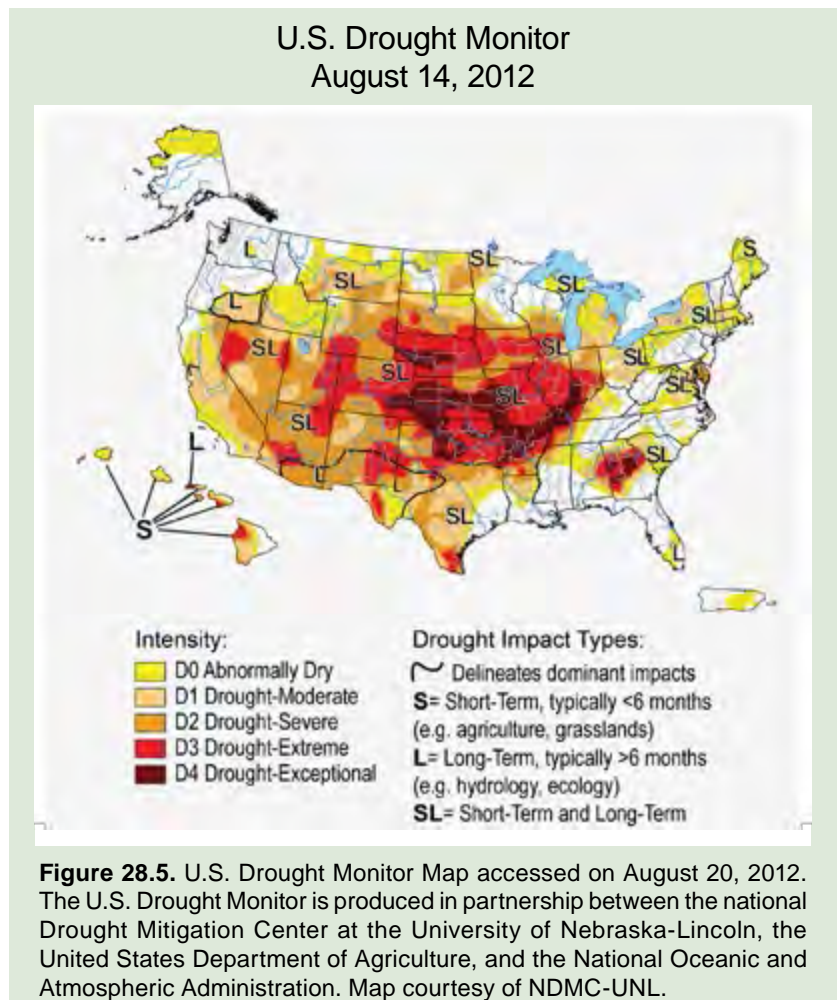 U.S. Drought Monitor
August 14, 2012
L
SL
SL
SL
S
L
SL
SL
SL
SL
SL
SL
SL
SL
L
S
L
L
SL
SL
L
Intensity:
D0 Abnormally Dry
D1 Drought-Moderate
D2 Drought-Severe
D3 Drought-Extreme
D4 Drought-Exceptional
Drought Impact Types:
Delineates dominant impacts
S= Short-Term, typically <6 months
(e.g. agriculture, grasslands)
L= Long-Term, typically >6 months
(e.g. hydrology, ecology)
SL= Short-Term and Long-Term
Figure 28.5. U.S. Drought Monitor Map accessed on August 20, 2012.
The U.S. Drought Monitor is produced in partnership between the national
Drought Mitigation Center at the University of Nebraska-Lincoln, the
United States Department of Agriculture, and the National Oceanic and
Atmospheric Administration. Map courtesy of NDMC-UNL.